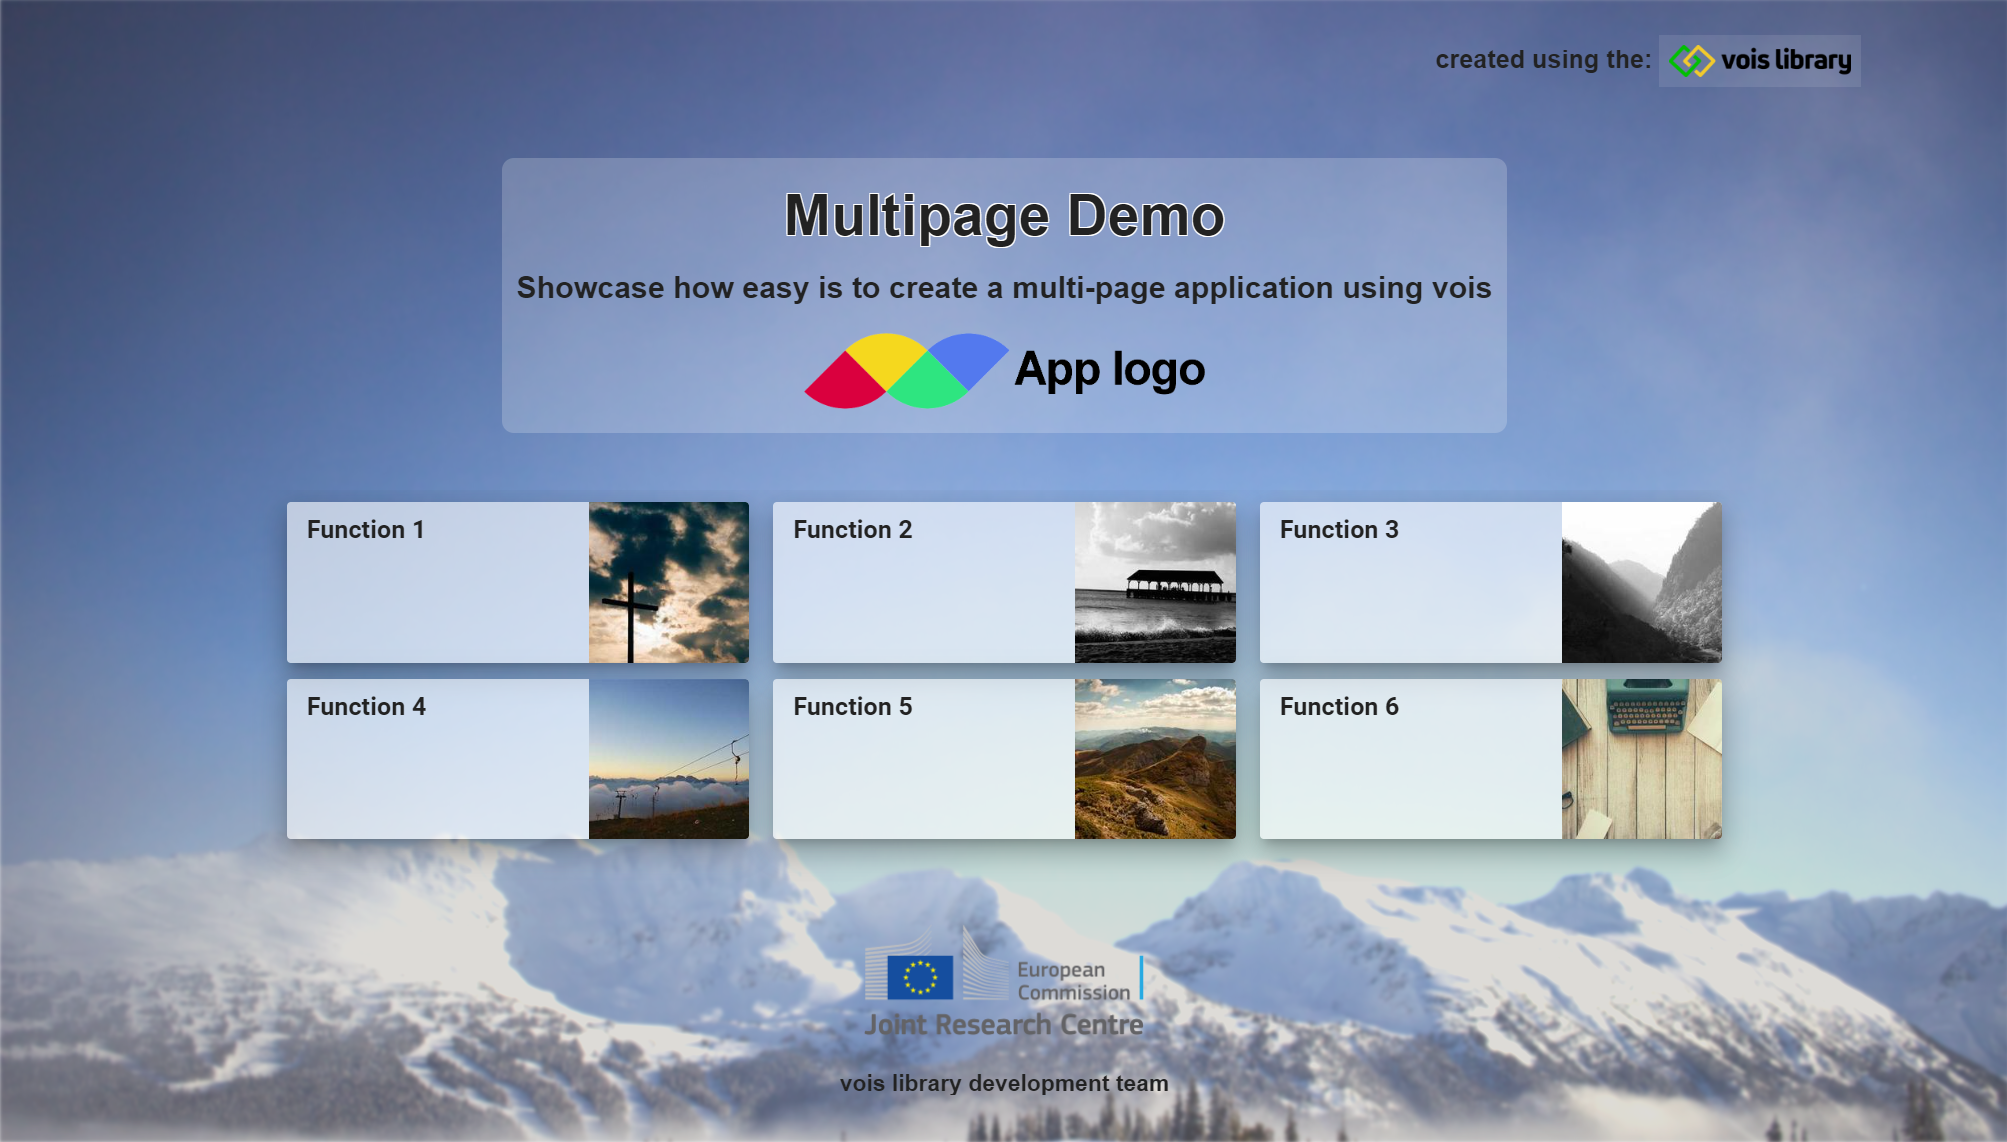 created using the: vois library
Multipage Demo
Showcase how easy is to create a multi-page application using vois
App logo
Function 1
Function 2
Function 3
Function 4
Function 5
Function 6
European
Commission
Joint Research Centre
vois library development team